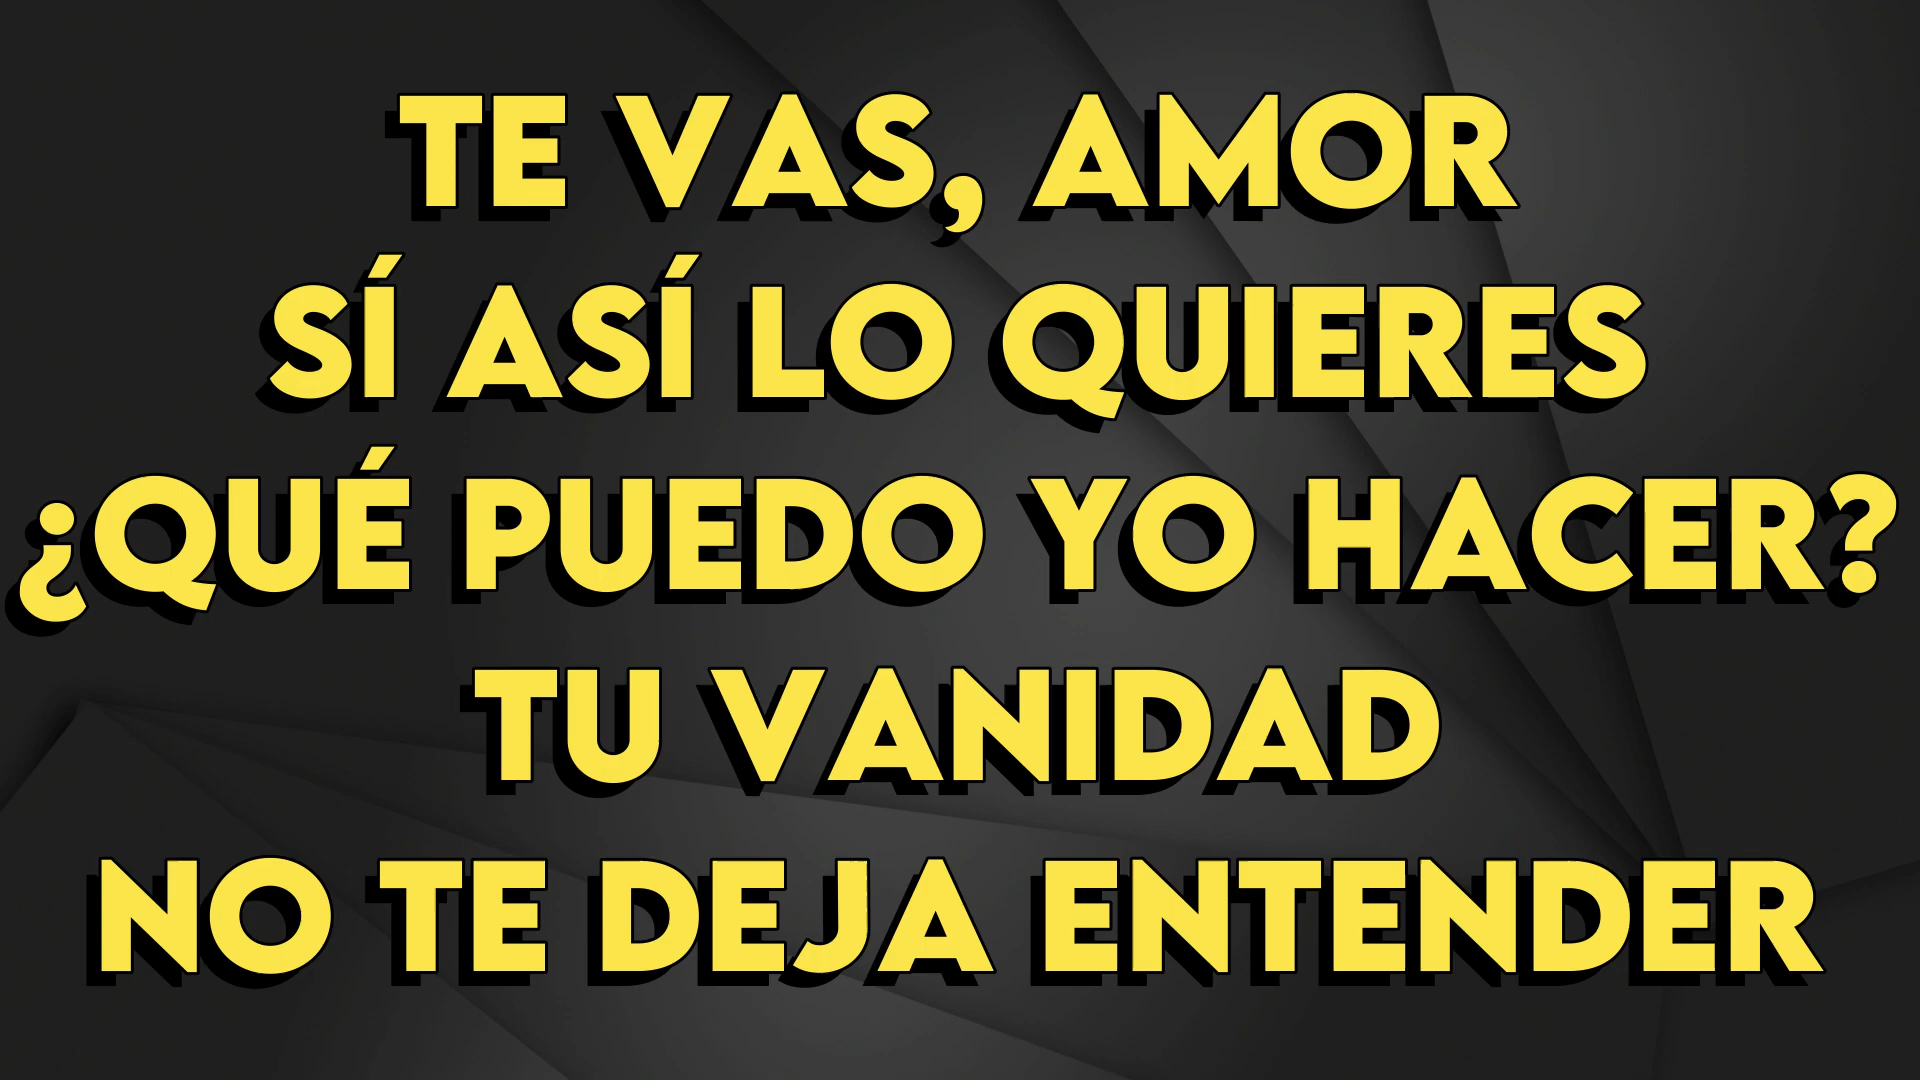 TE VAS, AMOR
SÍ ASÍ LO QUIERES
¿QUÉ PUEDO YO HACER?
TU VANIDAD
NO TE DEJA ENTENDER